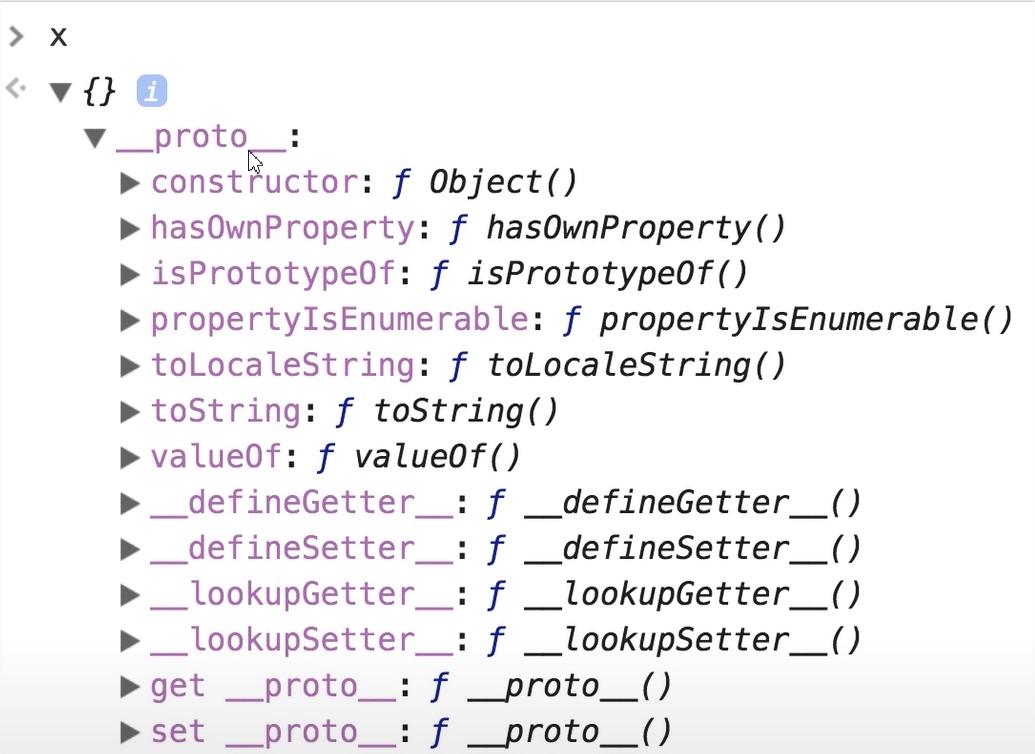 > x
<· ▼ {} i
▼ __proto__:
▶ constructor: ƒ Object()
▶ hasOwnProperty: ƒ hasOwnProperty()
▶ isPrototypeOf: ƒ isPrototypeOf()
▶ propertyIsEnumerable: ƒ propertyIsEnumerable()
▶ toLocaleString: ƒ toLocaleString()
▶ toString: ƒ toString()
▶ valueOf: ƒ valueOf()
▶ __defineGetter__: ƒ __defineGetter__()
▶ __defineSetter__: ƒ __defineSetter__()
▶ __lookupGetter__: ƒ __lookupGetter__()
▶ __lookupSetter__: ƒ __lookupSetter__()
▶ get __proto__: ƒ __proto__()
▶ set __proto__: ƒ __proto__()